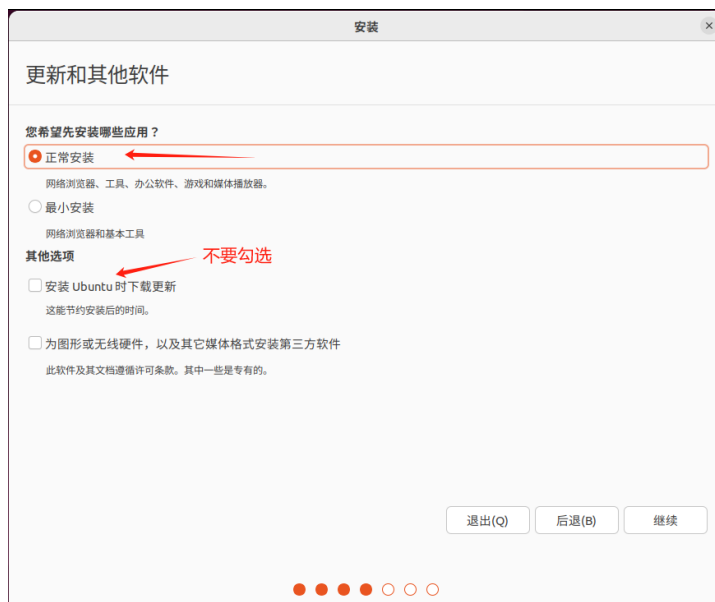 安装
更新和其他软件
您希望先安装哪些应用？
正常安装
网络浏览器、工具、办公软件、游戏和媒体播放器。
最小安装
网络浏览器和基本工具
其他选项
不要勾选
安装 Ubuntu 时下载更新
这能节约安装后的时间。
为图形或无线硬件，以及其它媒体格式安装第三方软件
此软件及其文档遵循许可条款。其中一些是专有的。
退出(Q)
后退(B)
继续